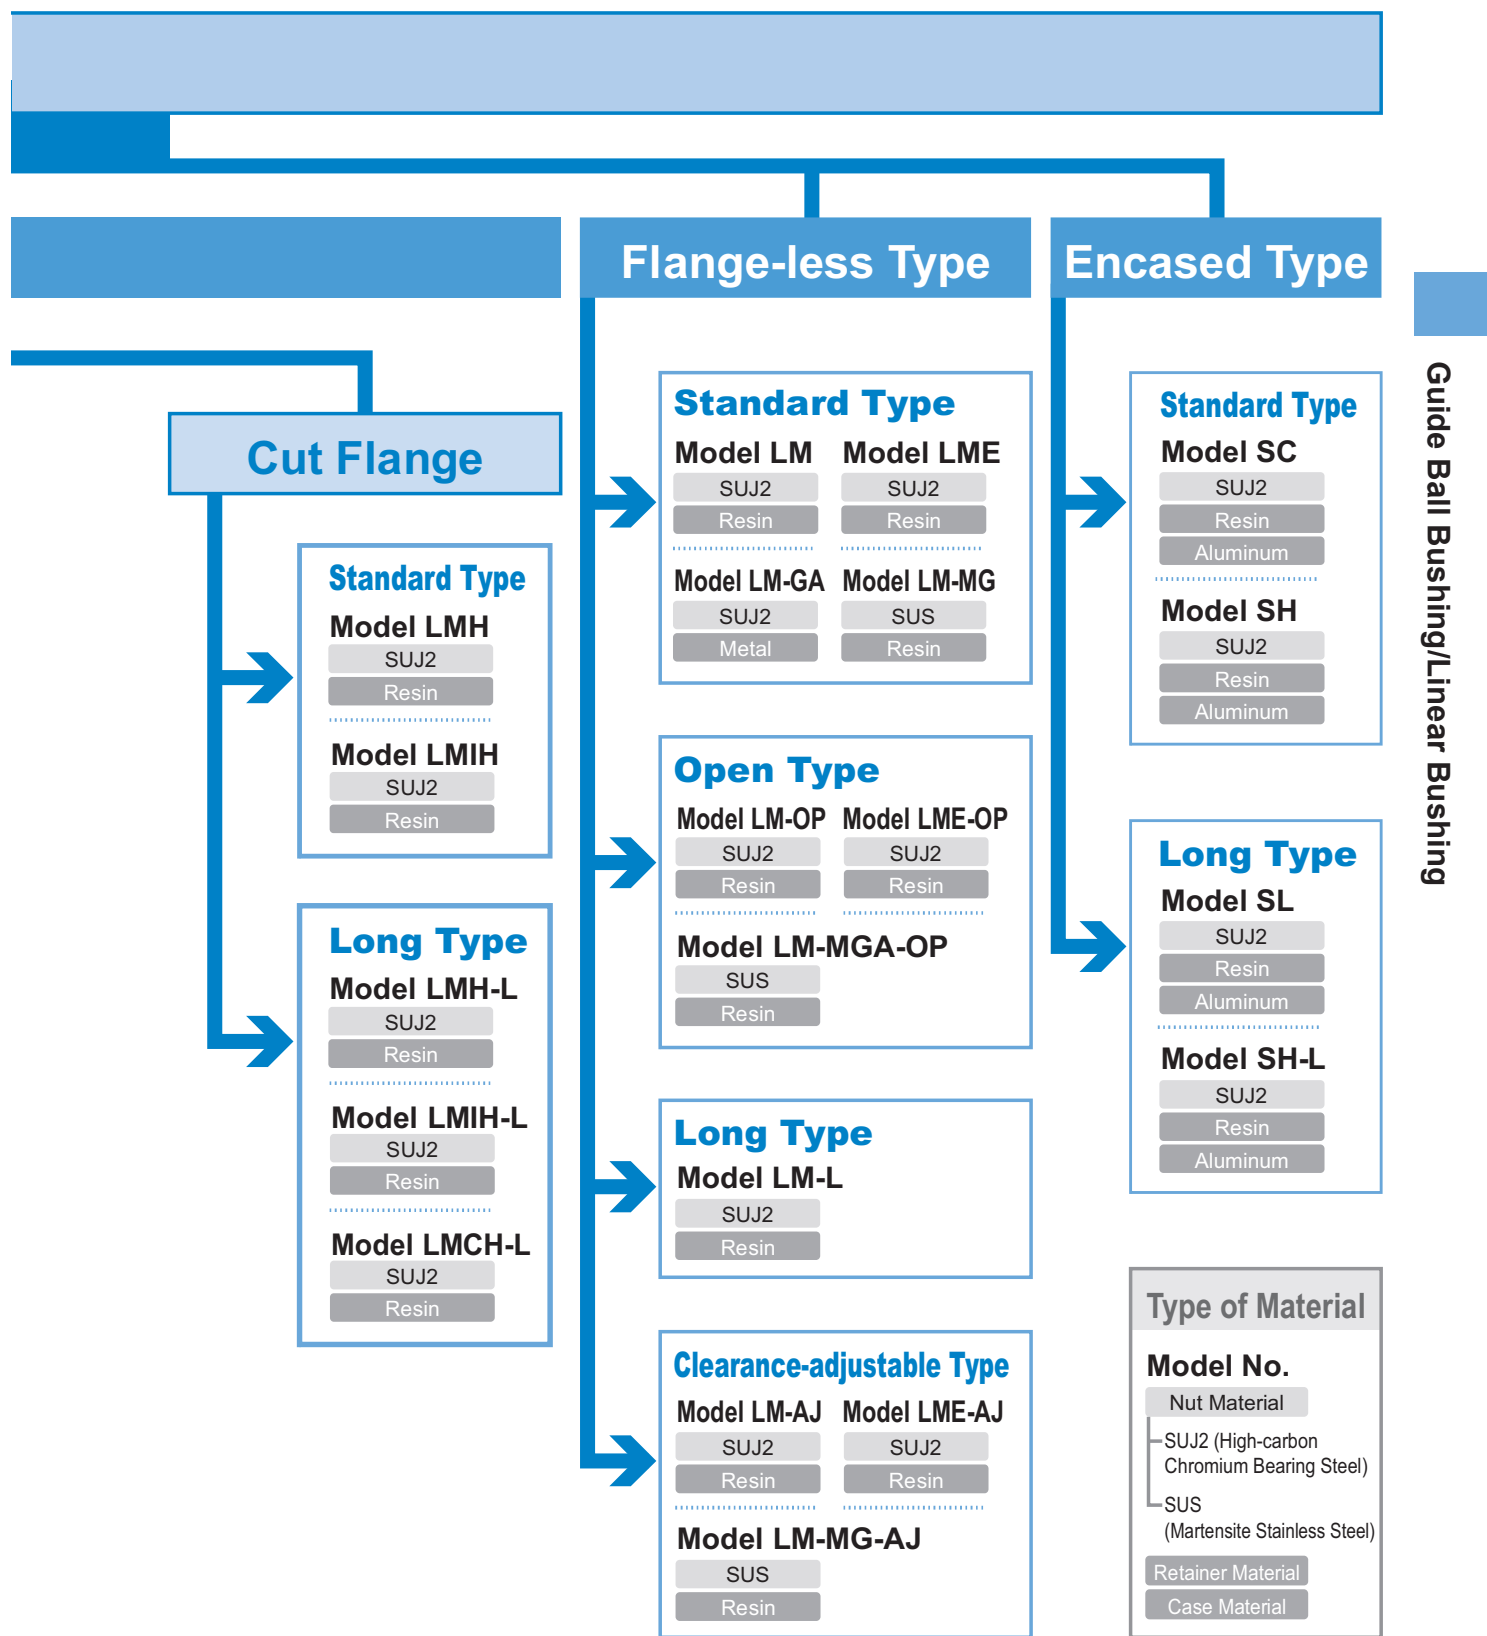 Cut Flange
Standard Type
Model LMH
SUJ2
Resin
Model LMIH
SUJ2
Resin
Long Type
Model LMH-L
SUJ2
Resin
Model LMIH-L
SUJ2
Resin
Model LMCH-L
SUJ2
Resin
Flange-less Type
Standard Type
Model LM Model LME
SUJ2 SUJ2
Resin Resin
Model LM-GA Model LM-MG
SUJ2 SUS
Metal Resin
Open Type
Model LM-OP Model LME-OP
SUJ2 SUJ2
Resin Resin
Model LM-MGA-OP
SUS
Resin
Long Type
Model LM-L
SUJ2
Resin
Clearance-adjustable Type
Model LM-AJ Model LME-AJ
SUJ2 SUJ2
Resin Resin
Model LM-MG-AJ
SUS
Resin
Encased Type
Standard Type
Model SC
SUJ2
Resin
Aluminum
Model SH
SUJ2
Resin
Aluminum
Long Type
Model SL
SUJ2
Resin
Aluminum
Model SH-L
SUJ2
Resin
Aluminum
Type of Material
Model No.
Nut Material
SUJ2 (High-carbon
Chromium Bearing Steel)
SUS
(Martensite Stainless Steel)
Retainer Material
Case Material
Guide Ball Bushing/Linear Bushing